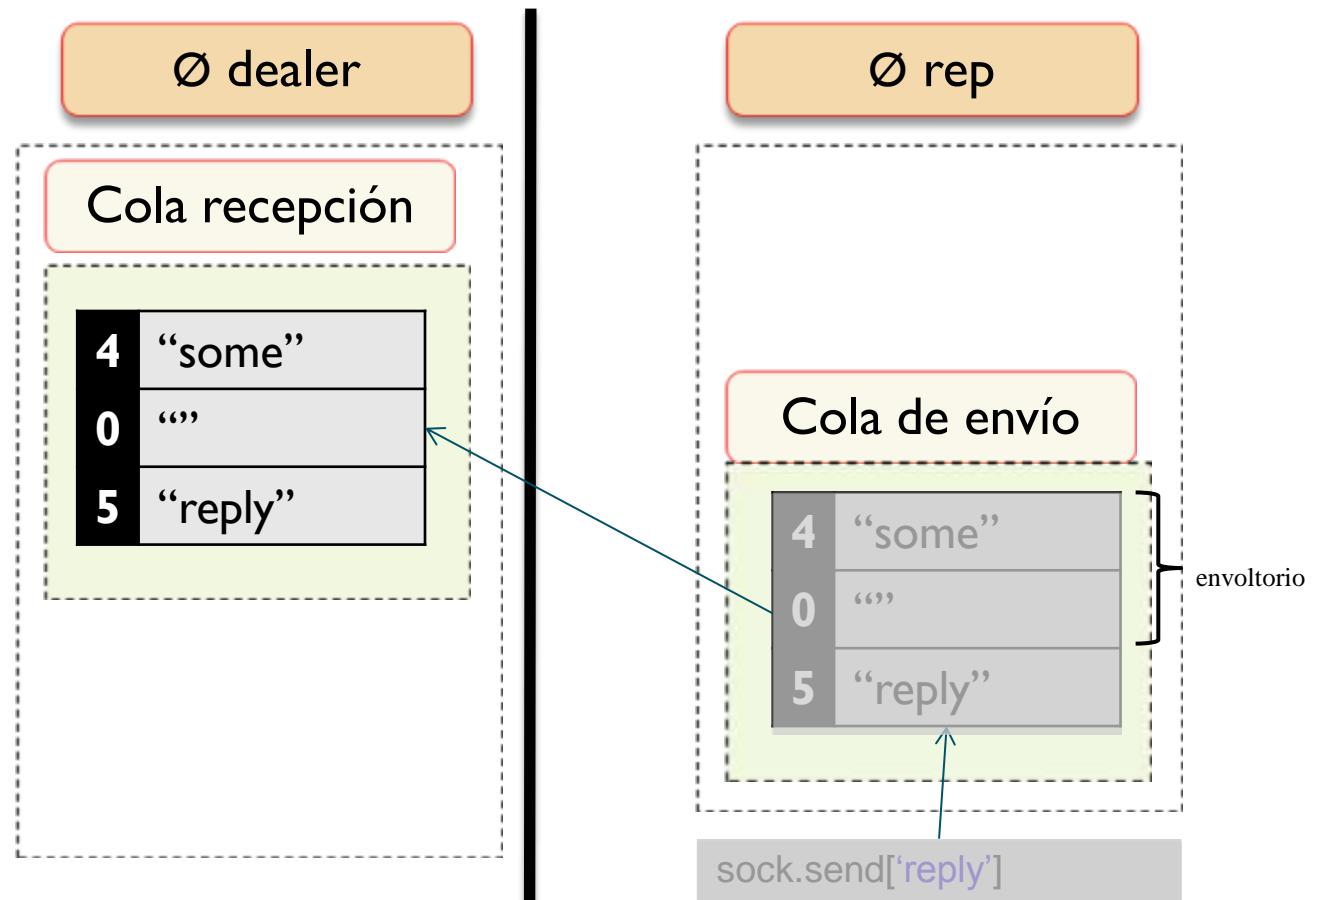 Ø dealer
Cola recepción
4 “some”
0 “”
5 “reply”
Ø rep
Cola de envío
4 “some”
0 “”
5 “reply”
envoltorio
sock.send[‘reply’]